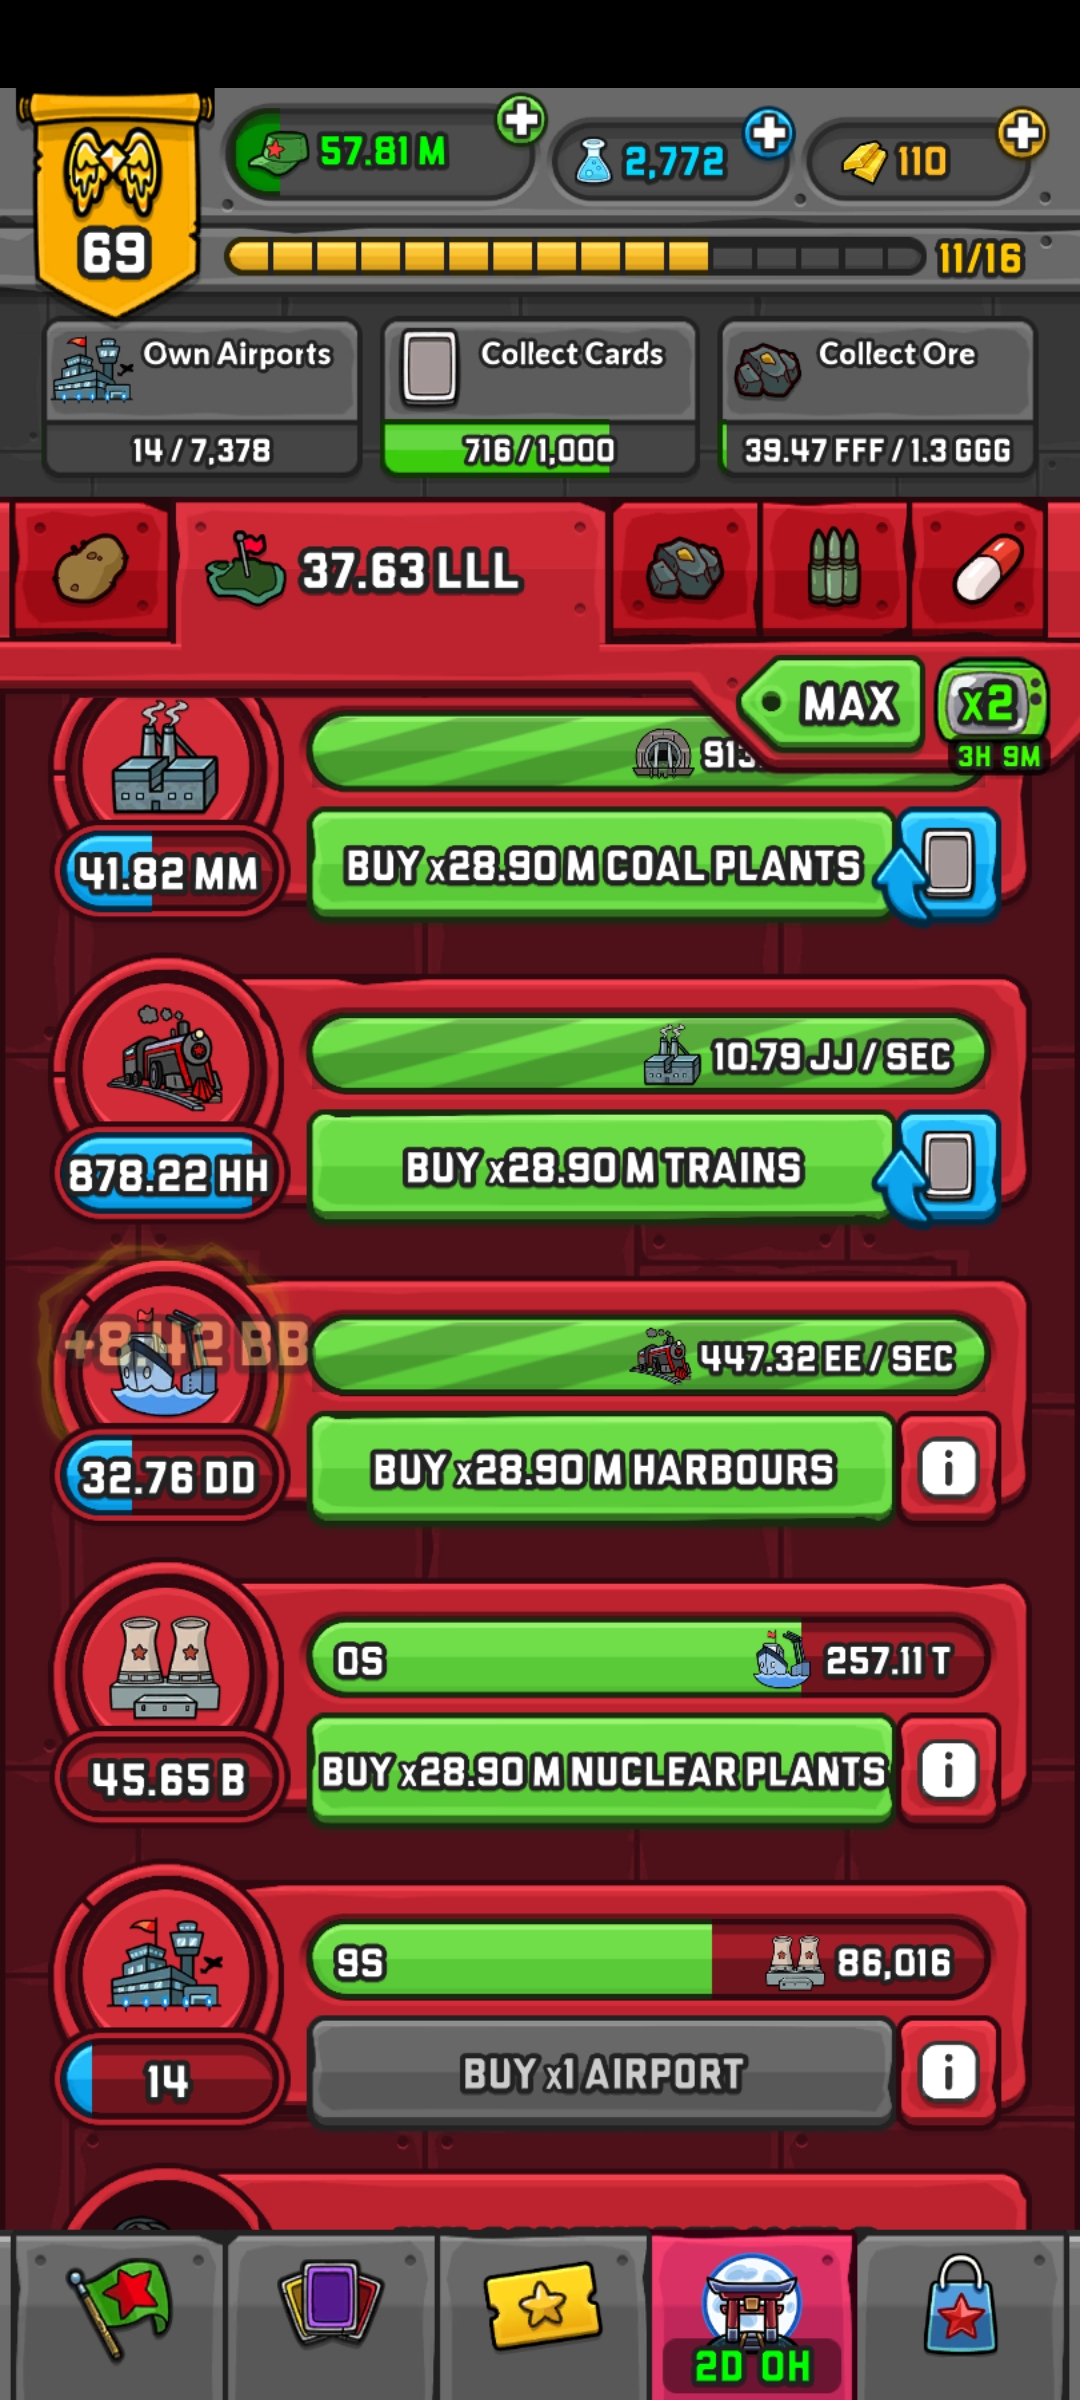 57.81 M
2,772
110
69
11/16
Own Airports
Collect Cards
Collect Ore
14 / 7,378
716 / 1,000
39.47 FFF / 1.3 GGG
37.63 LLL
MAX
x2
3H 9M
913.
41.82 MM
BUY x28.90 M COAL PLANTS
10.79 JJ / SEC
878.22 HH
BUY x28.90 M TRAINS
+8.42 BB
447.32 EE / SEC
32.76 DD
BUY x28.90 M HARBOURS
i
0S
257.11 T
45.65 B
BUY x28.90 M NUCLEAR PLANTS
i
9S
86,016
14
BUY x1 AIRPORT
i
2D 0H